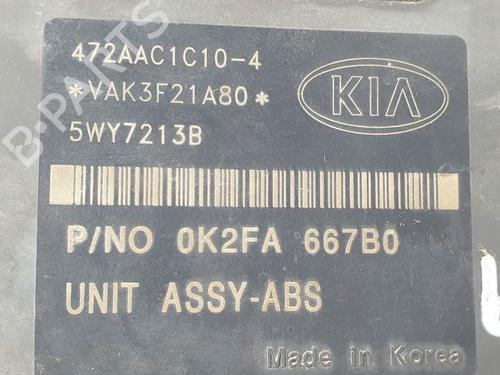 472AAC1C10-4
*VAK3F21A80*
KIA
5WY7213B
P/NO 0K2FA 667B0
UNIT ASSY-ABS
Made in Korea
B-PARTS